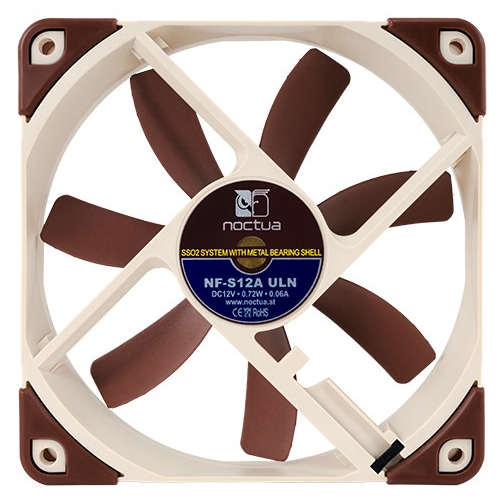 noctua
SSO2 SYSTEM WITH METAL BEARING SHELL
NF-S12A ULN
DC12V • 0.72W • 0.06A
www.noctua.at
CE RoHS